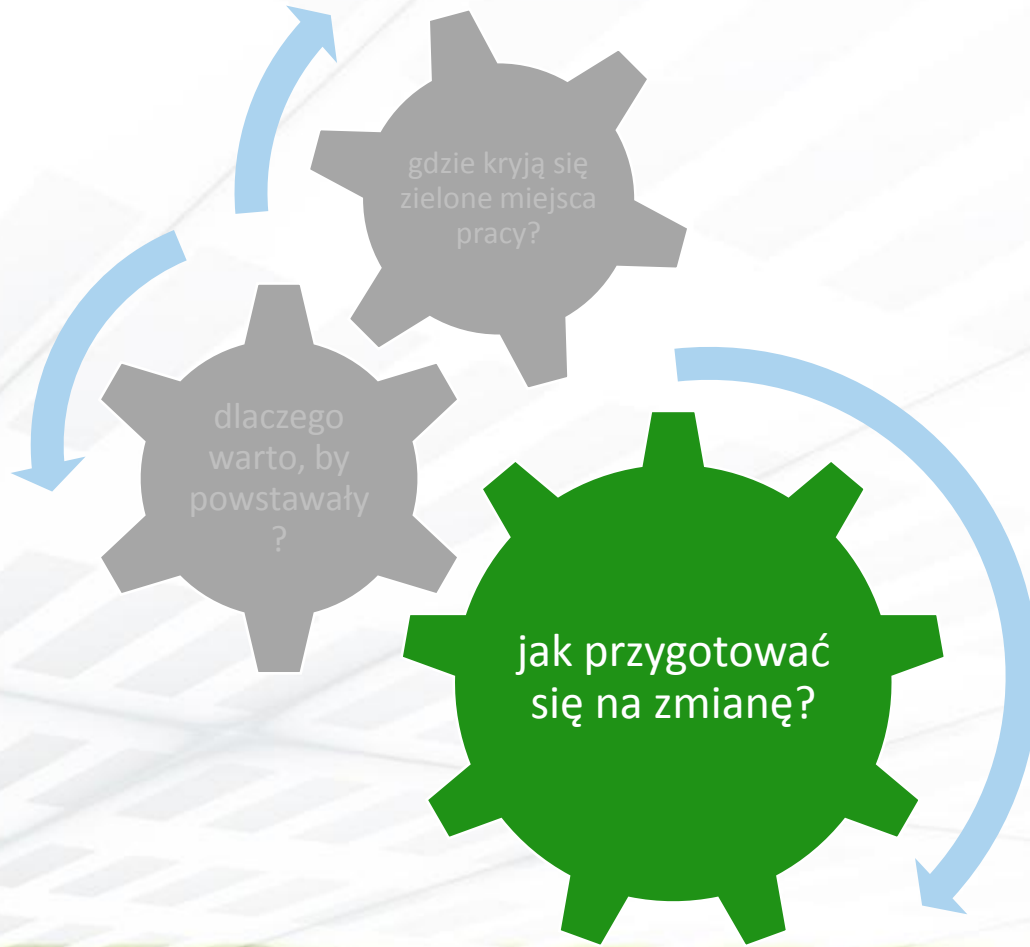 gdzie kryją się
zielone miejsca
pracy?
dlaczego
warto, by
powstawały
?
jak przygotować
się na zmianę?